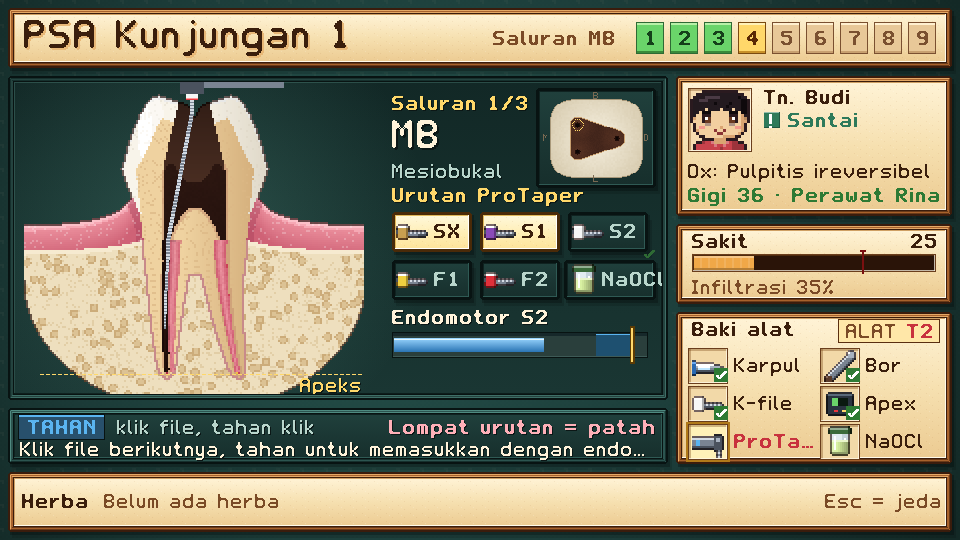 PSA Kunjungan 1
Saluran MB 1 2 3 4 5 6 7 8 9
Saluran 1/3
MB
Mesiobukal
Urutan ProTaper
B
M D
L
SX S1 S2
F1 F2 NaOCl
Endomotor S2
Apeks
TAHAN klik file, tahan klik Lompat urutan = patah
Klik file berikutnya, tahan untuk memasukkan dengan endo…
Tn. Budi
Santai
Dx: Pulpitis ireversibel
Gigi 36 · Perawat Rina
Sakit 25
Infiltrasi 35%
Baki alat ALAT T2
Karpul Bor
K-file Apex
ProTa… NaOCl
Herba Belum ada herba Esc = jeda